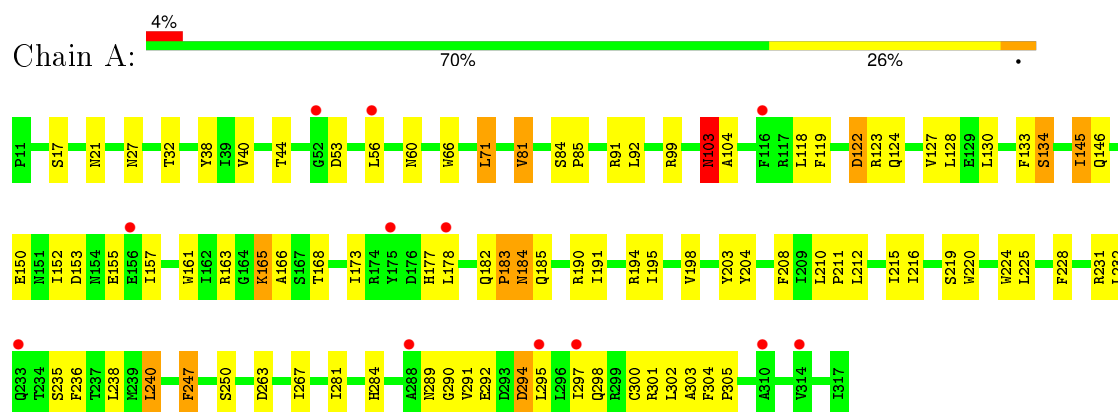 4%
Chain A:
70% 26% •
P11 S17 N21 N27 T32 Y38 I39 V40 T44 G52 D53 L56 N60 W66 L71 V81 S84 P85 R91 L92 R99 N103 A104 F116 R117 L118 F119 D122 R123 Q124 V127 L128 E129 L130 F133 S134 I145 Q146
E150 N151 I152 D153 N154 E155 E156 I157 W161 I162 R163 G164 K165 A166 S167 T168 I173 R174 Y175 D176 H177 L178 Q182 P183 N184 Q185 R190 I191 R194 I195 V198 Y203 Y204 F208 I209 L210 P211 L212 I215 I216 S219 W220 W224 L225 F228 R231
Q233 T234 S235 F236 T237 L238 M239 L240 F247 S250 D263 I267 I281 H284 A288 N289 G290 V291 E292 D293 D294 L295 L296 I297 Q298 R299 C300 R301 L302 A303 F304 P305 A310 V314 I317